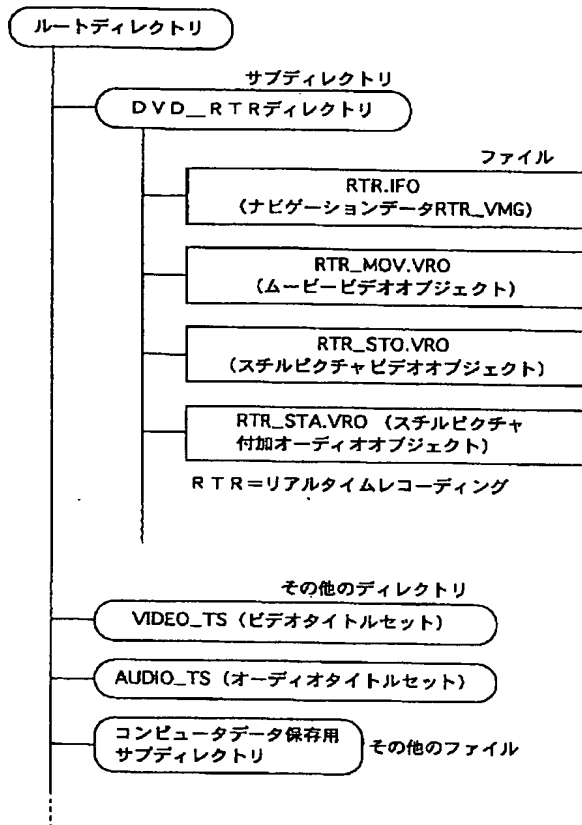 ルートディレクトリ
サブディレクトリ
DVD__RTRディレクトリ
ファイル
RTR.IFO
(ナビゲーションデータRTR_VMG)
RTR_MOV.VRO
(ムービービデオオブジェクト)
RTR_STO.VRO
(スチルピクチャビデオオブジェクト)
RTR_STA.VRO (スチルピクチャ
付加オーディオオブジェクト)
RTR=リアルタイムレコーディング
その他のディレクトリ
VIDEO_TS (ビデオタイトルセット)
AUDIO_TS (オーディオタイトルセット)
コンピュータデータ保存用
サブディレクトリ
その他のファイル